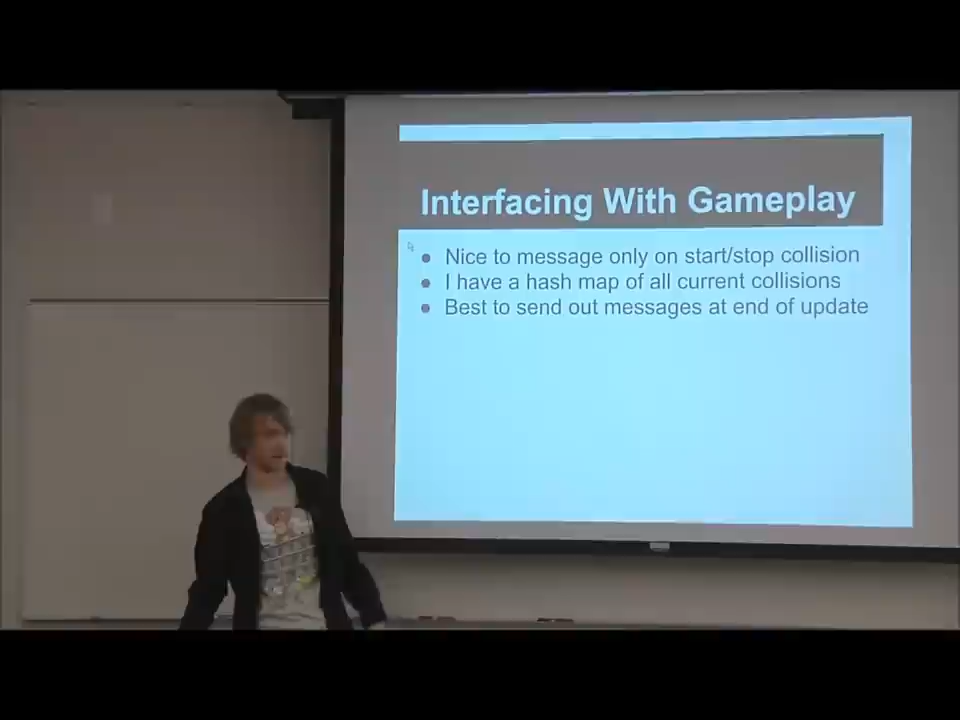 Interfacing With Gameplay
Nice to message only on start/stop collision
I have a hash map of all current collisions
Best to send out messages at end of update